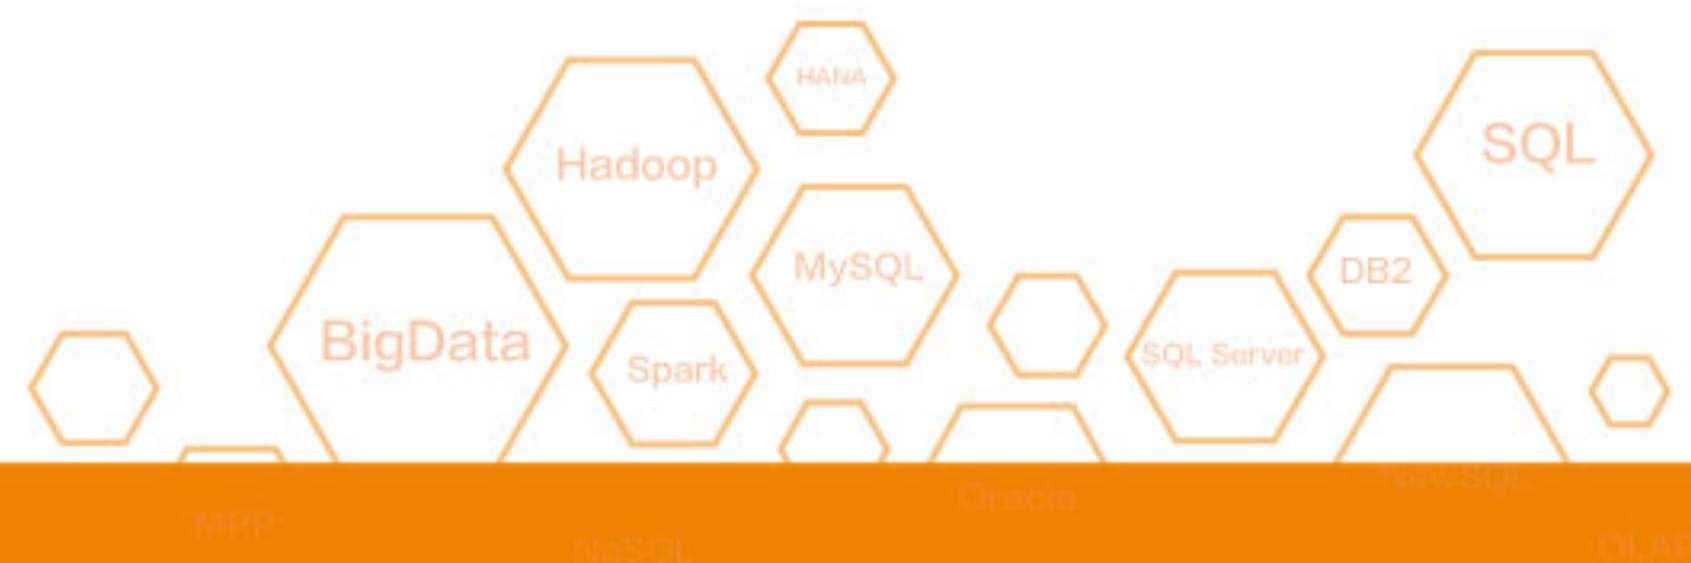 HANA
Hadoop
SQL
MySQL
DB2
BigData
SQL Server
Spark
NewSQL
Oracle
MPP
NoSQL
OLAP